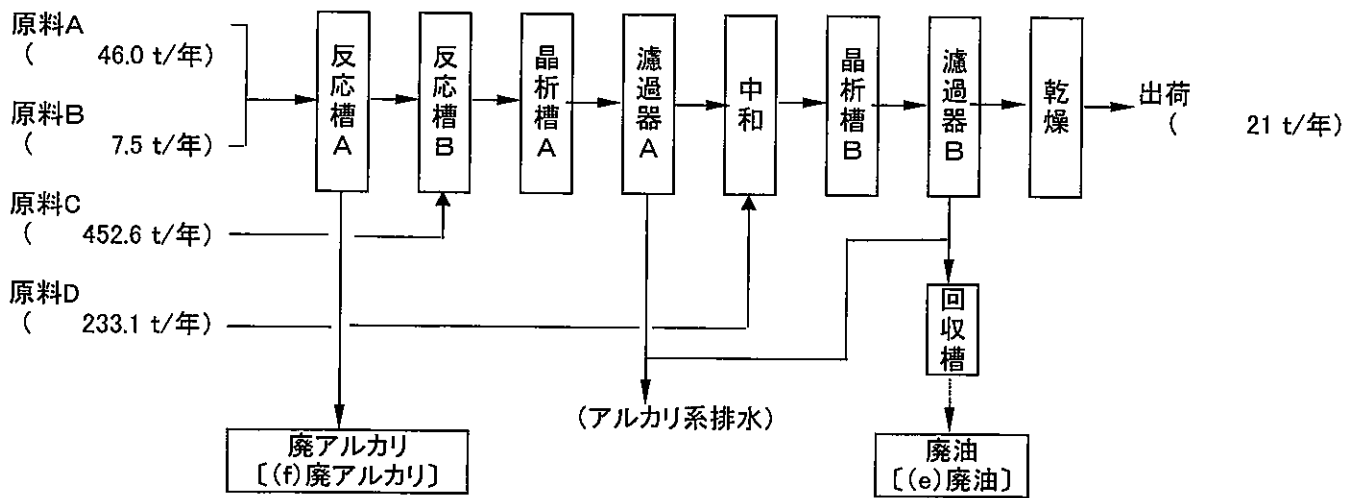 原料A
( 46.0 t/年)
原料B
( 7.5 t/年)
原料C
( 452.6 t/年)
原料D
( 233.1 t/年)
反応槽A
反応槽B
晶析槽A
濾過器A
中和
晶析槽B
濾過器B
乾燥
出荷
( 21 t/年)
回収槽
(アルカリ系排水)
廃アルカリ
〔(f)廃アルカリ〕
廃油
〔(e)廃油〕